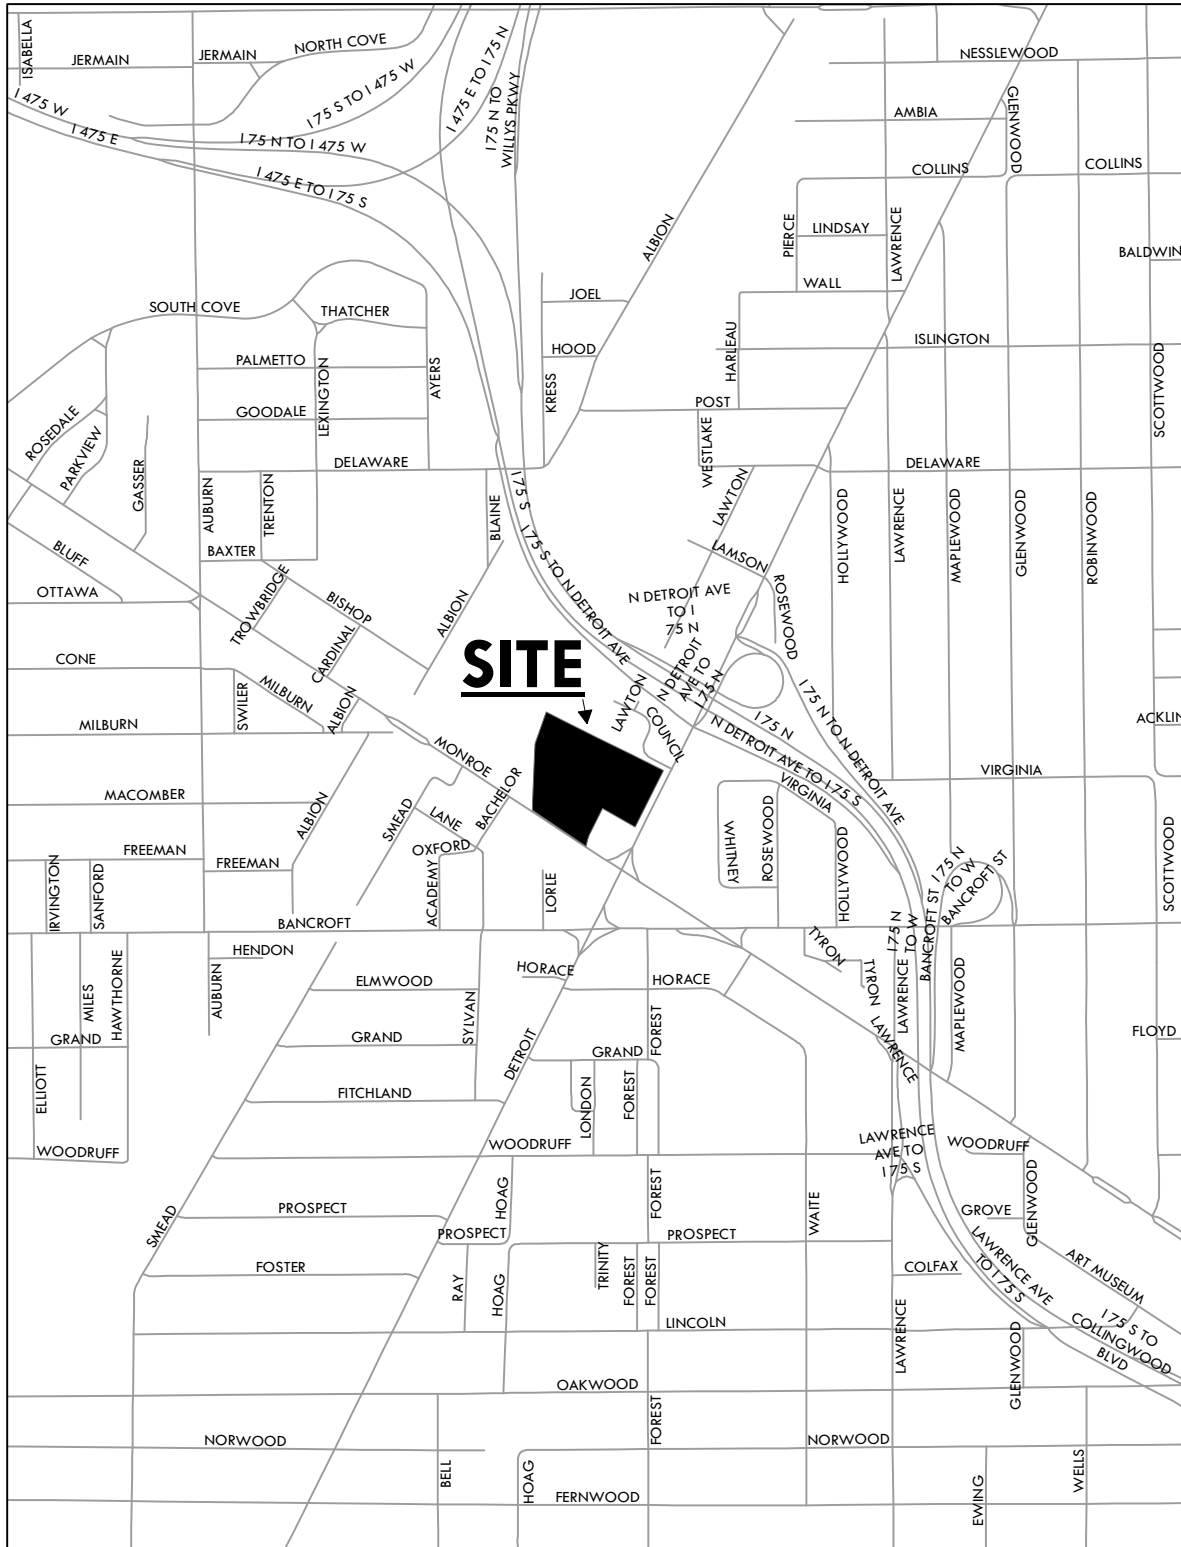 ISABELLA
JERMAIN
JERMAIN
NORTH COVE
NESSLEWOOD
I 475 W
I 475 E
I 75 N TO I 475 W
I 75 S TO I 475 W
I 475 E TO I 75 N
I 75 N TO
WILLYS PKWY
I 475 E TO I 75 S
AMBIA
GLENWOOD
COLLINS
COLLINS
ALBION
PIERCE
LINDSAY
LAWRENCE
BALDWIN
WALL
JOEL
SOUTH COVE
THATCHER
HOOD
HARLEAU
ISLINGTON
PALMETTO
LEXINGTON
AYERS
KRESS
SCOTTWOOD
GOODALE
POST
ROSEDALE
PARKVIEW
GASSER
DELAWARE
WESTLAKE
DELAWARE
AUBURN
TRENTON
BLAINE
I 75 S
LAWTON
HOLLYWOOD
LAWRENCE
MAPLEWOOD
GLENWOOD
ROBINWOOD
BLUFF
BAXTER
I 75 S TO N DETROIT AVE
LAMSON
OTTAWA
TROWBRIDGE
BISHOP
ALBION
N DETROIT AVE
TO I
75 N
ROSEWOOD
CARDINAL
SITE
N DETROIT
AVE TO
I 75 N
CONE
SWILER
MILBURN
ALBION
LAWTON
COUNCIL
I 75 N
I 75 N TO N DETROIT AVE
ACKLIN
MILBURN
MONROE
N DETROIT AVE TO I 75 S
VIRGINIA
VIRGINIA
MACOMBER
ALBION
SMEAD
LANE
BACHELOR
WHITNEY
ROSEWOOD
HOLLYWOOD
SCOTTWOOD
FREEMAN
FREEMAN
OXFORD
IRVINGTON
SANFORD
ACADEMY
LORLE
I 75 N
TO W
BANCROFT ST
BANCROFT
I 75 N
TO W
BANCROFT ST
HENDON
TYRON
TYRON
HORACE
HORACE
ELMWOOD
MILES
HAWTHORNE
AUBURN
SYLVAN
LAWRENCE
MAPLEWOOD
GRAND
GRAND
DETROIT
FOREST
GRAND
LAWRENCE
FLOYD
ELLIOTT
FITCHLAND
LONDON
FOREST
WOODRUFF
WOODRUFF
LAWRENCE
AVE TO
I 75 S
WOODRUFF
GLENWOOD
HOAG
FOREST
WAITE
SMEAD
PROSPECT
PROSPECT
PROSPECT
GROVE
FOSTER
RAY
HOAG
TRINITY
FOREST
FOREST
COLFAX
LAWRENCE AVE
TO I 75 S
ART MUSEUM
LINCOLN
LAWRENCE
GLENWOOD
I 75 S TO
COLLINGWOOD
BLVD
OAKWOOD
FOREST
NORWOOD
NORWOOD
BELL
HOAG
FERNWOOD
EWING
WELLS